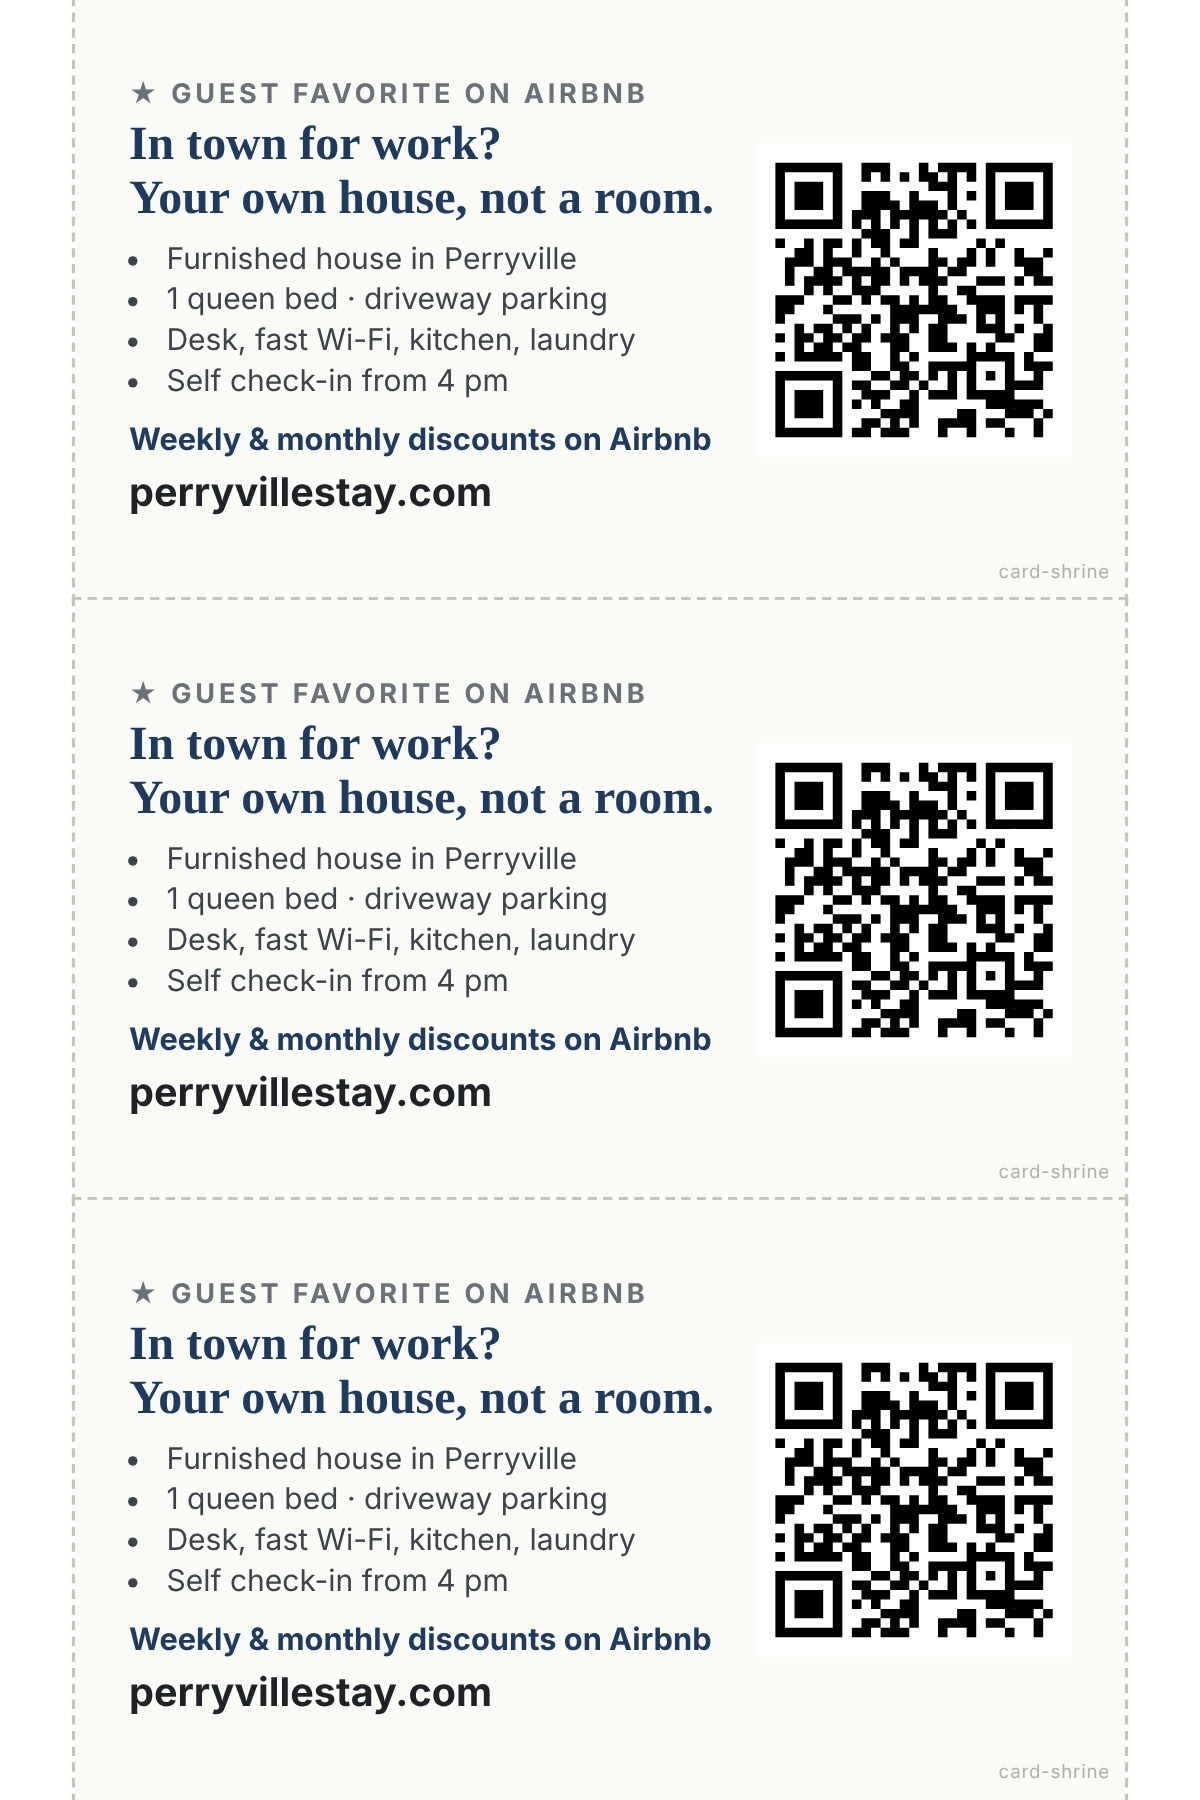 ★ GUEST FAVORITE ON AIRBNB
In town for work?
Your own house, not a room.
• Furnished house in Perryville
• 1 queen bed · driveway parking
• Desk, fast Wi-Fi, kitchen, laundry
• Self check-in from 4 pm
Weekly & monthly discounts on Airbnb
perryvillestay.com
card-shrine
★ GUEST FAVORITE ON AIRBNB
In town for work?
Your own house, not a room.
• Furnished house in Perryville
• 1 queen bed · driveway parking
• Desk, fast Wi-Fi, kitchen, laundry
• Self check-in from 4 pm
Weekly & monthly discounts on Airbnb
perryvillestay.com
card-shrine
★ GUEST FAVORITE ON AIRBNB
In town for work?
Your own house, not a room.
• Furnished house in Perryville
• 1 queen bed · driveway parking
• Desk, fast Wi-Fi, kitchen, laundry
• Self check-in from 4 pm
Weekly & monthly discounts on Airbnb
perryvillestay.com
card-shrine